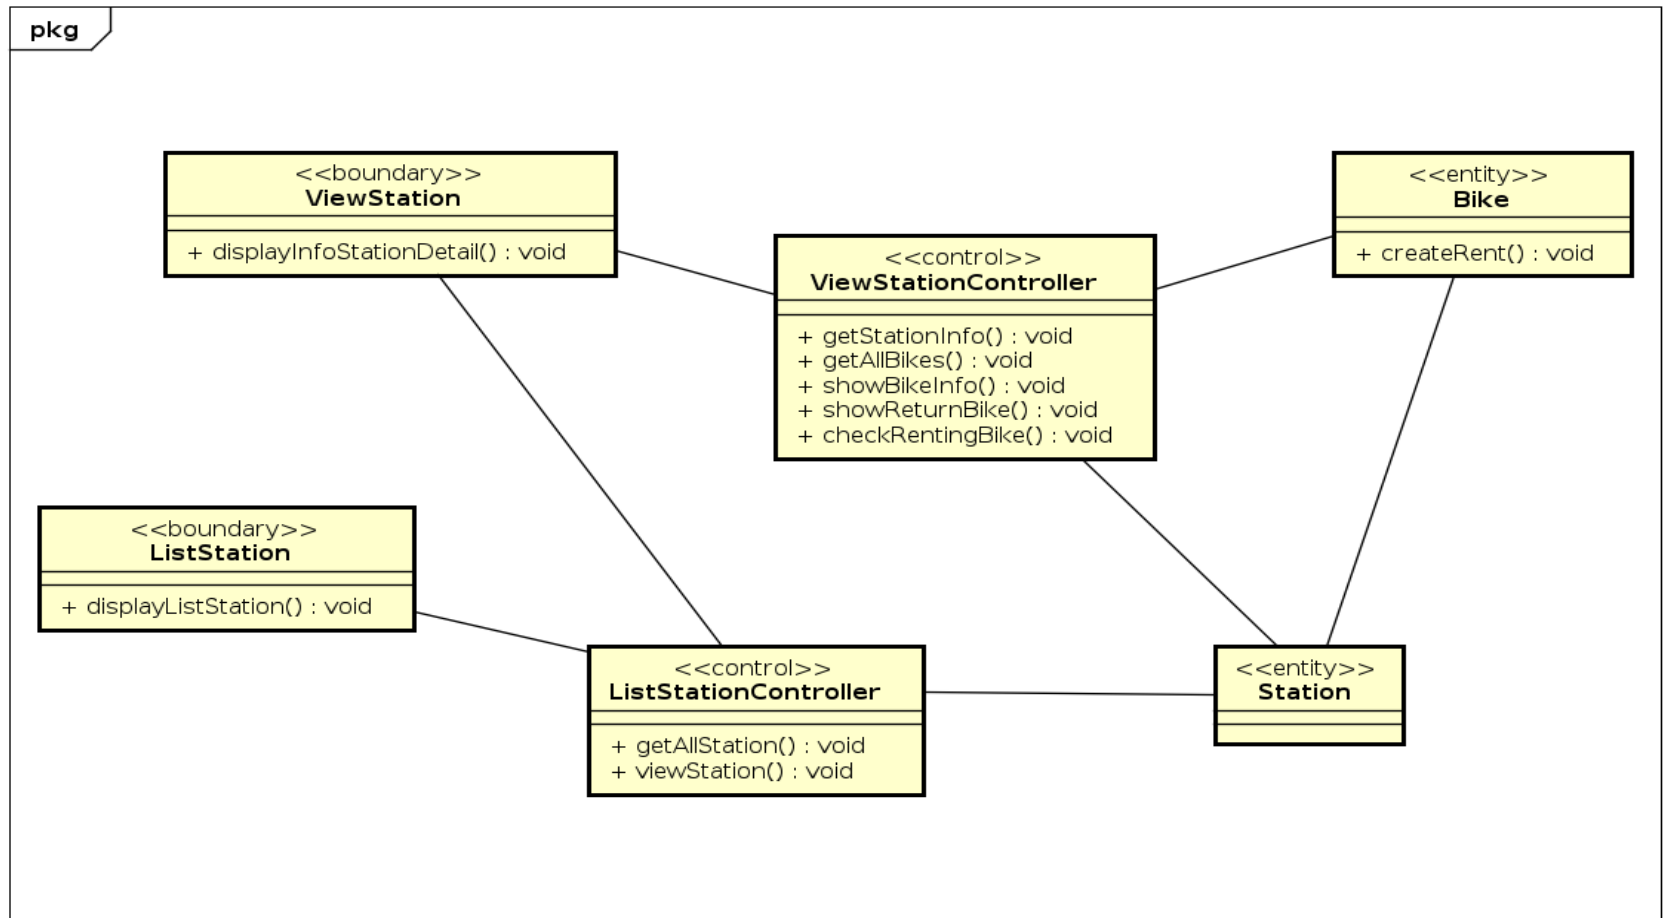 pkg
<<boundary>>
ViewStation
+ displayInfoStationDetail() : void
<<control>>
ViewStationController
+ getStationInfo() : void
+ getAllBikes() : void
+ showBikeInfo() : void
+ showReturnBike() : void
+ checkRentingBike() : void
<<entity>>
Bike
+ createRent() : void
<<boundary>>
ListStation
+ displayListStation() : void
<<control>>
ListStationController
+ getAllStation() : void
+ viewStation() : void
<<entity>>
Station